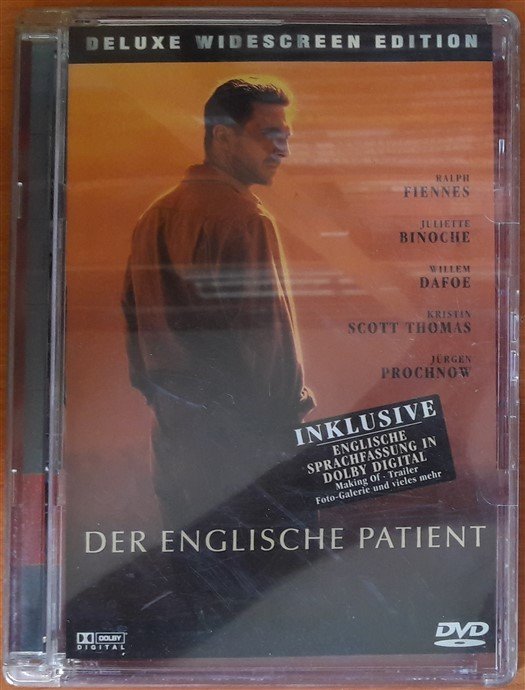 DELUXE WIDESCREEN EDITION
RALPH
FIENNES
JULIETTE
BINOCHE
WILLEM
DAFOE
KRISTIN
SCOTT THOMAS
JÜRGEN
PROCHNOW
INKLUSIVE
ENGLISCHE
SPRACHFASSUNG IN
DOLBY DIGITAL
Making Of · Trailer
Foto-Galerie und vieles mehr
DER ENGLISCHE PATIENT
DOLBY
DIGITAL
DVD